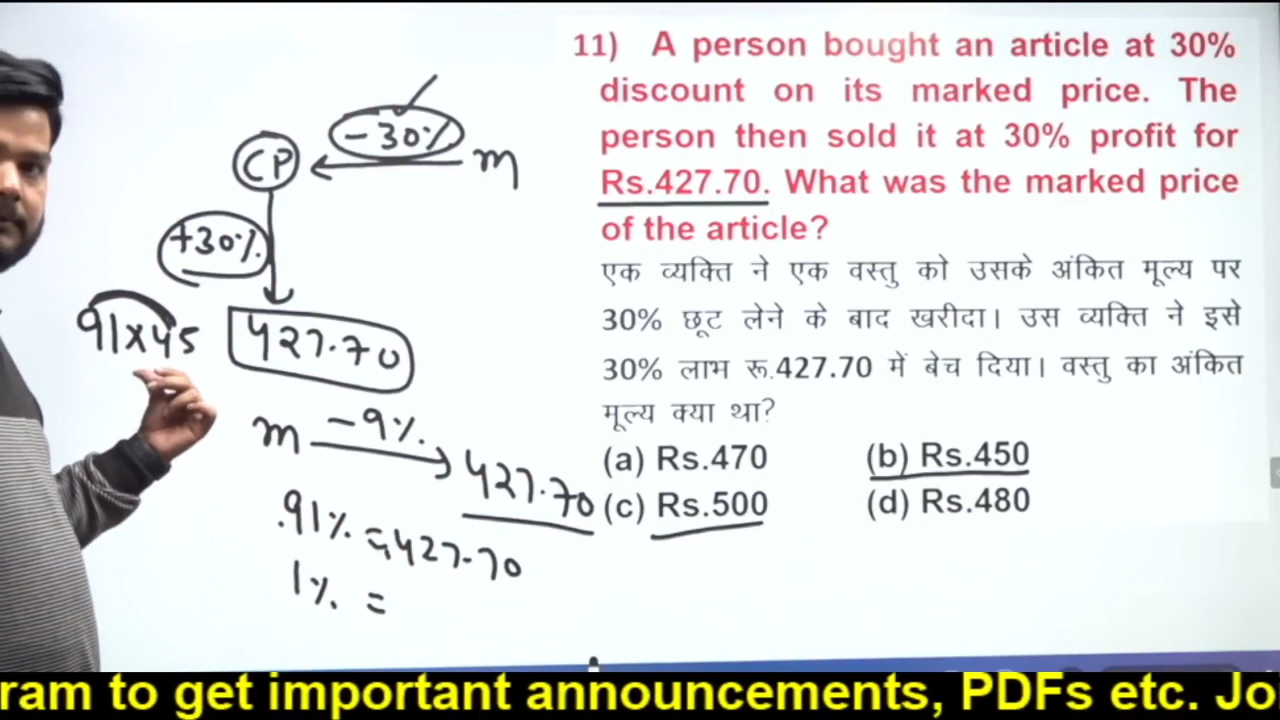 11) A person bought an article at 30%
discount on its marked price. The
person then sold it at 30% profit for
Rs.427.70. What was the marked price
of the article?
एक व्यक्ति ने एक वस्तु को उसके अंकित मूल्य पर
30% छूट लेने के बाद खरीदा। उस व्यक्ति ने इसे
30% लाभ रू.427.70 में बेच दिया। वस्तु का अंकित
मूल्य क्या था?
(a) Rs.470 (b) Rs.450
(c) Rs.500 (d) Rs.480
CP -30% m
+30%
91x45 427.70
m -9% 427.70
91% = 427.70
1% =
ram to get important announcements, PDFs etc. Jo